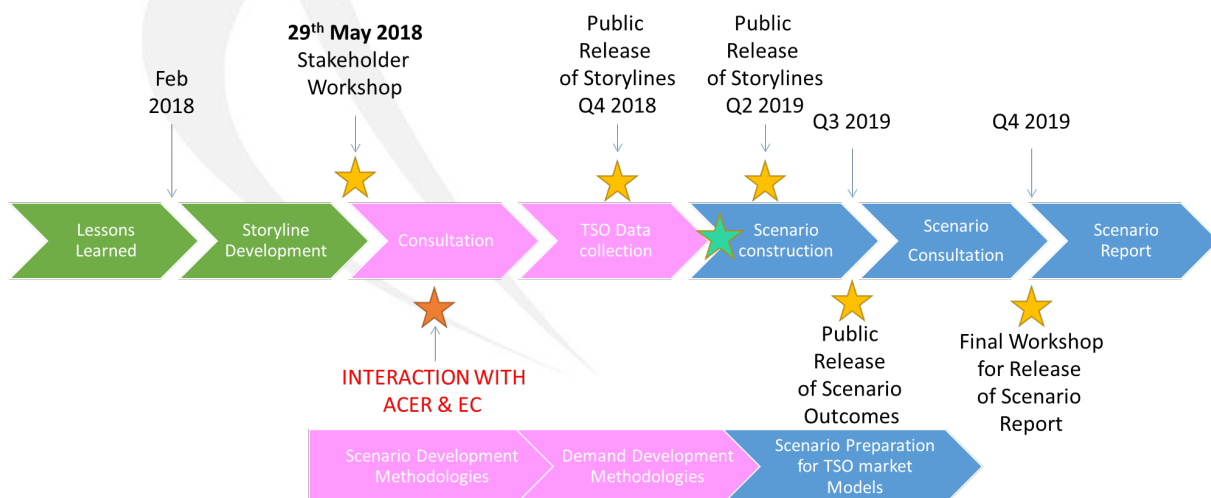 Feb
2018
29th May 2018
Stakeholder
Workshop
Public
Release
of Storylines
Q4 2018
Public
Release
of Storylines
Q2 2019
Q3 2019
Q4 2019
Lessons
Learned
Storyline
Development
Consultation
TSO Data
collection
Scenario
construction
Scenario
Consultation
Scenario
Report
INTERACTION WITH
ACER & EC
Public
Release
of Scenario
Outcomes
Final Workshop
for Release
of Scenario
Report
Scenario Development
Methodologies
Demand Development
Methodologies
Scenario Preparation
for TSO market
Models